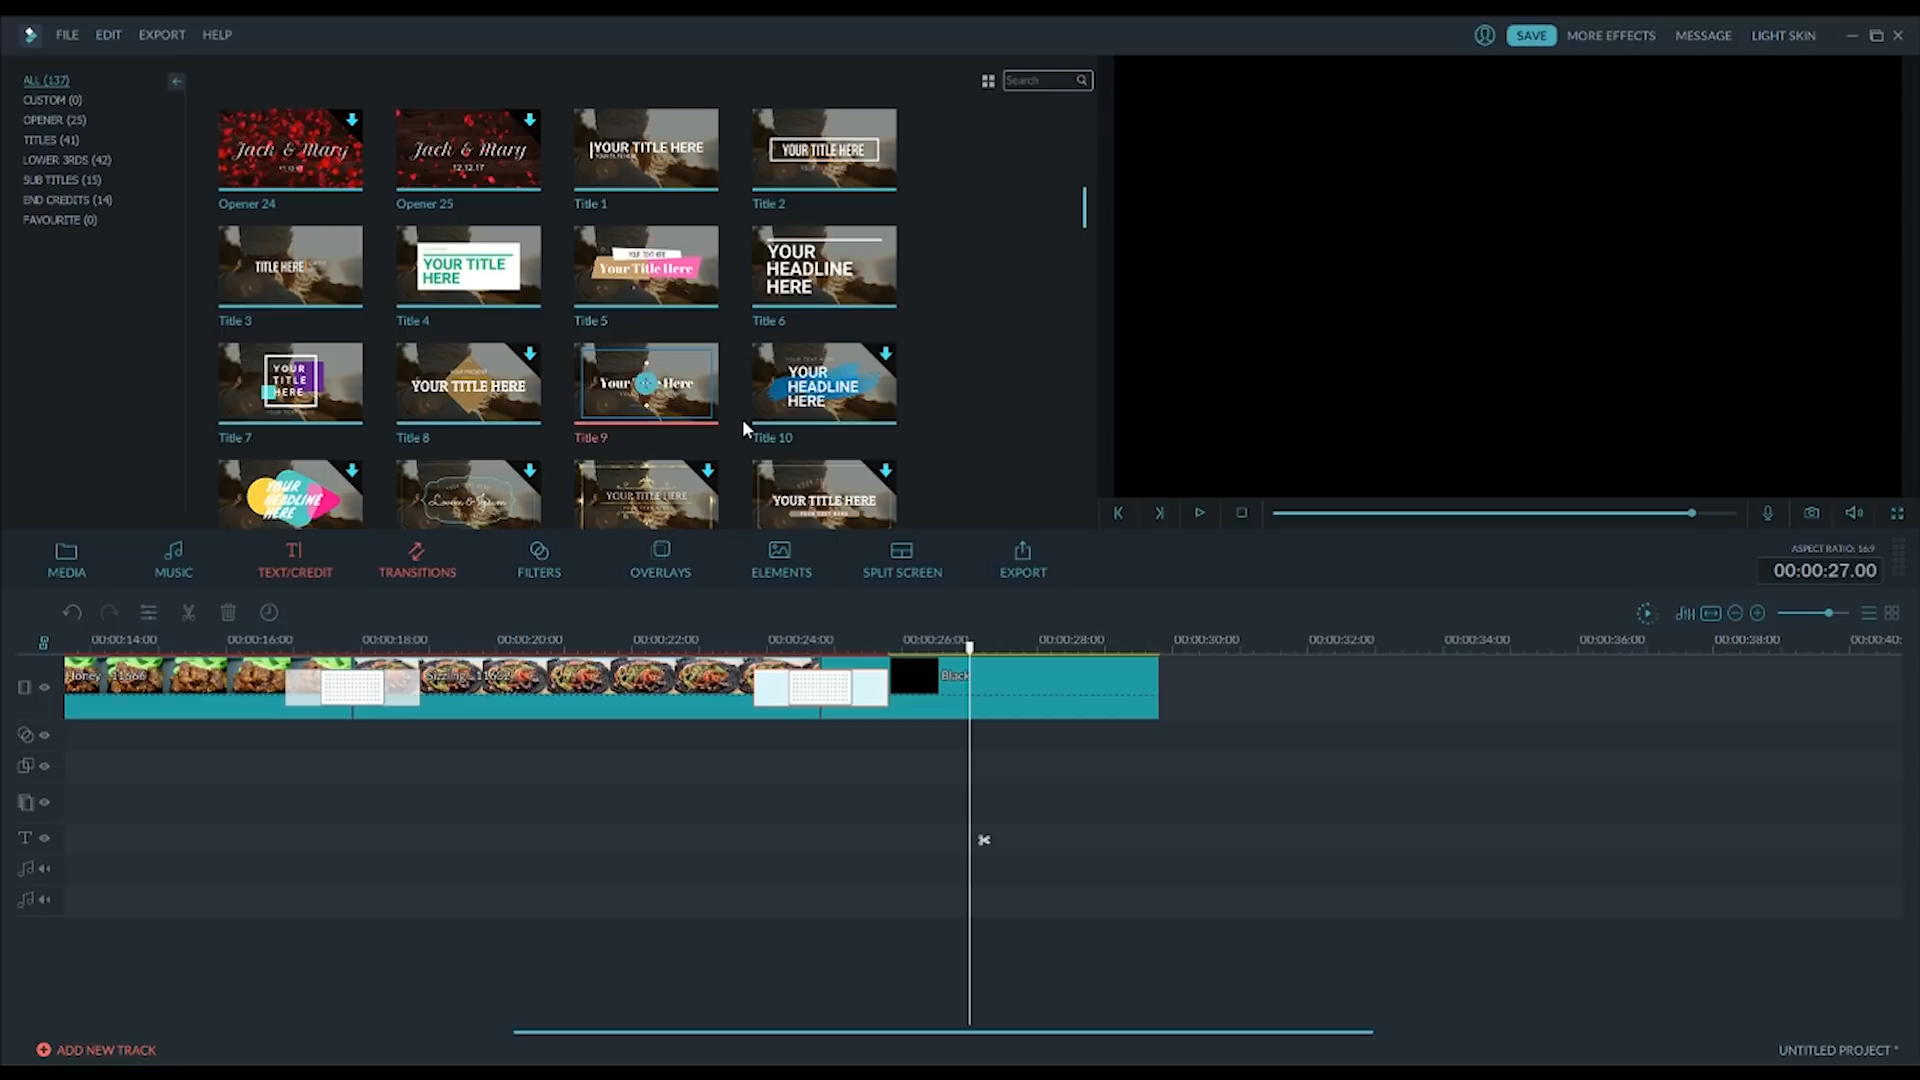 FILE EDIT EXPORT HELP
SAVE MORE EFFECTS MESSAGE LIGHT SKIN
ALL (137)
CUSTOM (0)
OPENER (25)
TITLES (41)
LOWER 3RDS (42)
SUB TITLES (15)
END CREDITS (14)
FAVOURITE (0)
Search
Jack & Mary
Jack & Mary
12.12.17
YOUR TITLE HERE
YOUR TITLE HERE
Opener 24 Opener 25 Title 1 Title 2
TITLE HERE
YOUR TITLE
HERE
YOUR TEXT HERE
Your Title Here
YOUR
HEADLINE
HERE
Title 3 Title 4 Title 5 Title 6
YOUR
TITLE
HERE
YOUR TITLE HERE
Your Here
YOUR
HEADLINE
HERE
Title 7 Title 8 Title 9 Title 10
YOUR
HEADLINE
HERE
YOUR TITLE HERE
YOUR TITLE HERE
MEDIA MUSIC TEXT/CREDIT TRANSITIONS FILTERS OVERLAYS ELEMENTS SPLIT SCREEN EXPORT
ASPECT RATIO: 16:9
00:00:27.00
00:00:14:00 00:00:16:00 00:00:18:00 00:00:20:00 00:00:22:00 00:00:24:00 00:00:26:00 00:00:28:00 00:00:30:00 00:00:32:00 00:00:34:00 00:00:36:00 00:00:38:00 00:00:40:
Black
ADD NEW TRACK
UNTITLED PROJECT *